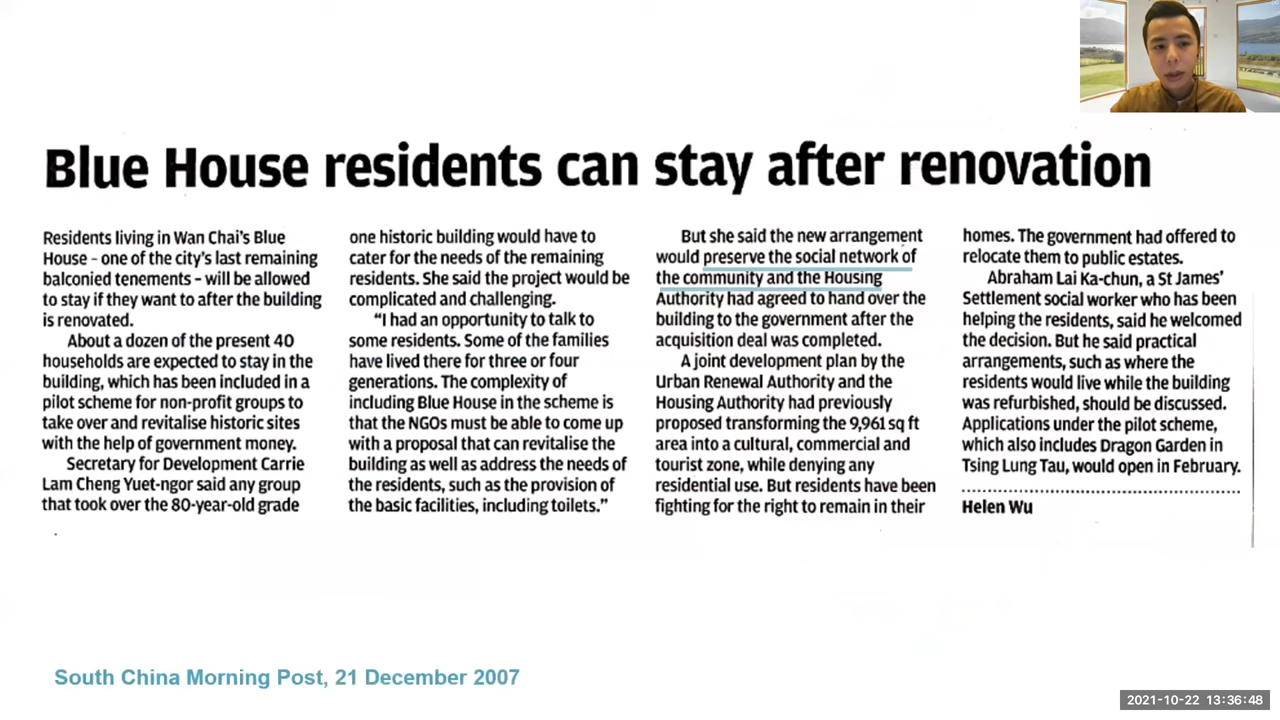 Blue House residents can stay after renovation
Residents living in Wan Chai's Blue
House - one of the city's last remaining
balconied tenements - will be allowed
to stay if they want to after the building
is renovated.
About a dozen of the present 40
households are expected to stay in the
building, which has been included in a
pilot scheme for non-profit groups to
take over and revitalise historic sites
with the help of government money.
Secretary for Development Carrie
Lam Cheng Yuet-ngor said any group
that took over the 80-year-old grade
one historic building would have to
cater for the needs of the remaining
residents. She said the project would be
complicated and challenging.
"I had an opportunity to talk to
some residents. Some of the families
have lived there for three or four
generations. The complexity of
including Blue House in the scheme is
that the NGOs must be able to come up
with a proposal that can revitalise the
building as well as address the needs of
the residents, such as the provision of
the basic facilities, including toilets."
But she said the new arrangement
would preserve the social network of
the community and the Housing
Authority had agreed to hand over the
building to the government after the
acquisition deal was completed.
A joint development plan by the
Urban Renewal Authority and the
Housing Authority had previously
proposed transforming the 9,961 sq ft
area into a cultural, commercial and
tourist zone, while denying any
residential use. But residents have been
fighting for the right to remain in their
homes. The government had offered to
relocate them to public estates.
Abraham Lai Ka-chun, a St James'
Settlement social worker who has been
helping the residents, said he welcomed
the decision. But he said practical
arrangements, such as where the
residents would live while the building
was refurbished, should be discussed.
Applications under the pilot scheme,
which also includes Dragon Garden in
Tsing Lung Tau, would open in February.
Helen Wu
South China Morning Post, 21 December 2007
2021-10-22 13:36:48